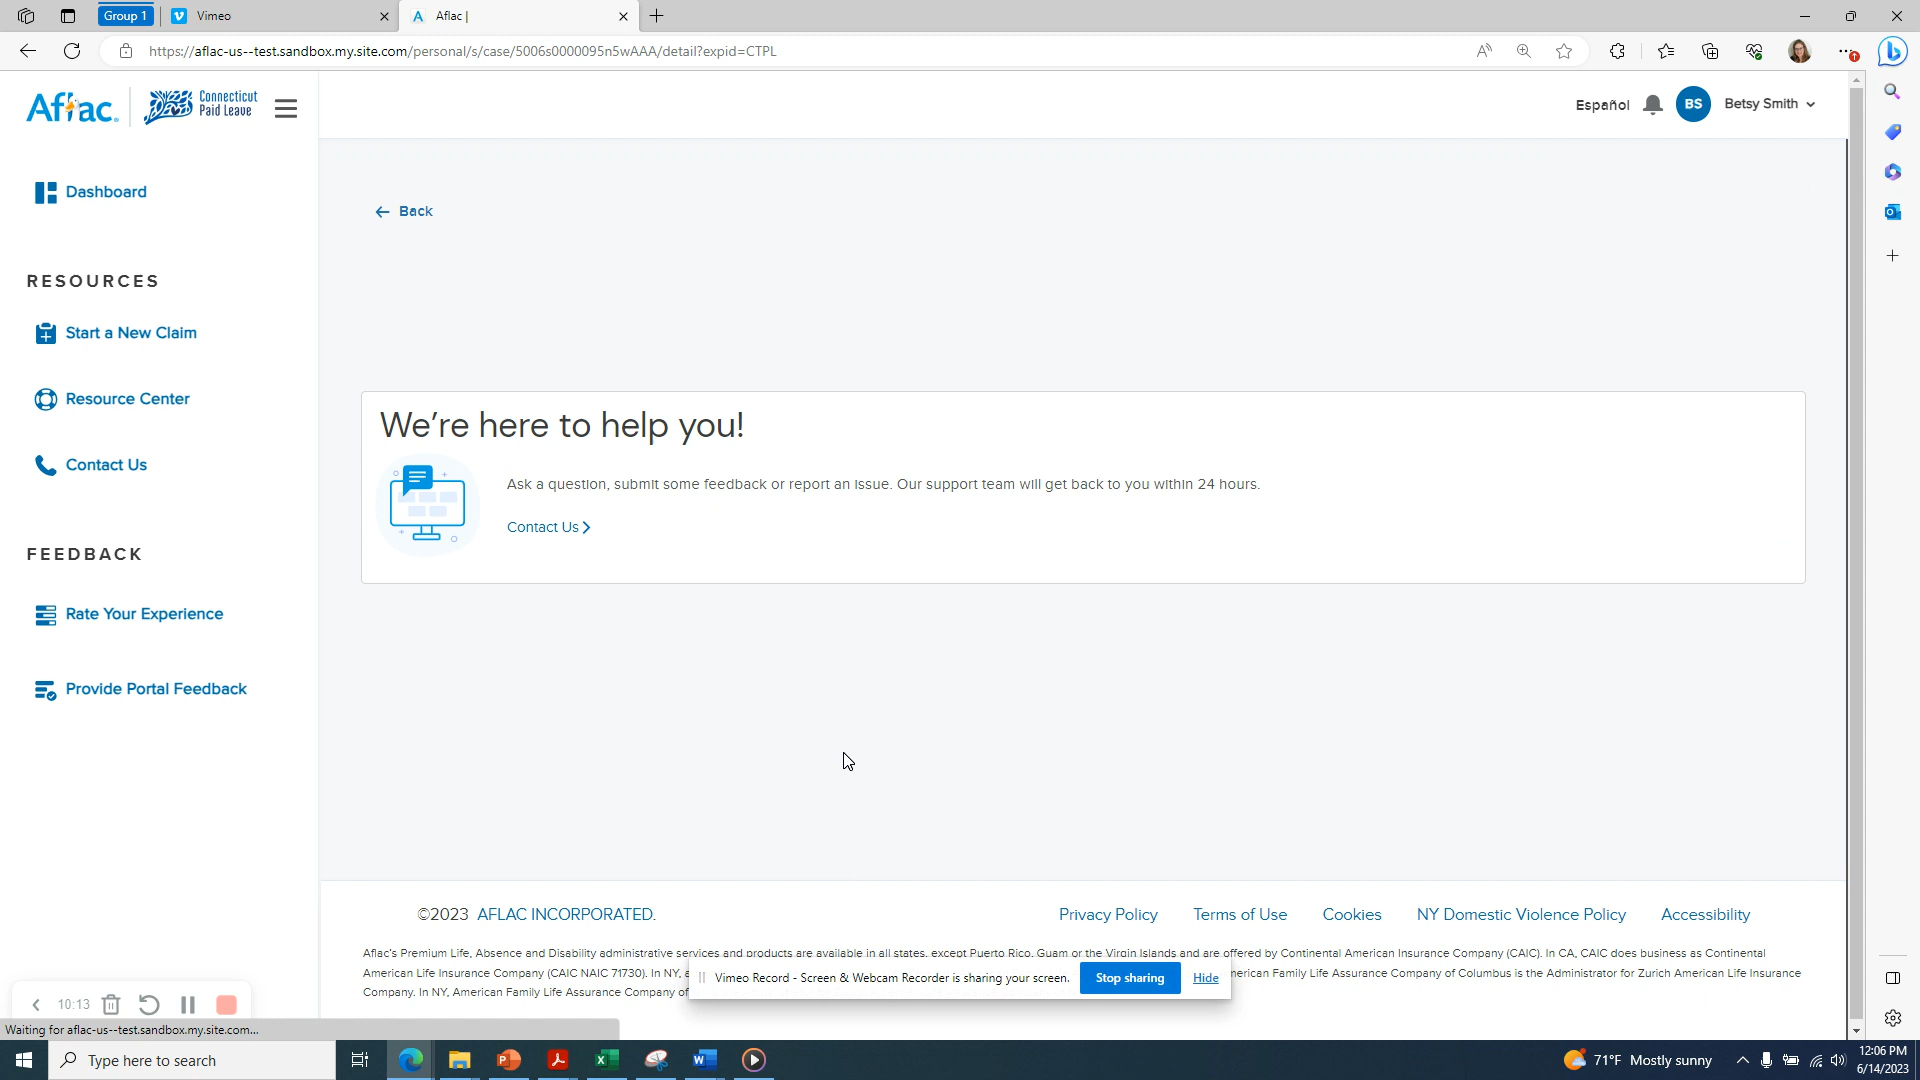 Group 1
Vimeo
Aflac |
https://aflac-us--test.sandbox.my.site.com/personal/s/case/5006s0000095n5wAAA/detail?expid=CTPL
Aflac.
Connecticut
Paid Leave
Español
BS
Betsy Smith
Dashboard
Back
RESOURCES
Start a New Claim
Resource Center
Contact Us
We're here to help you!
Ask a question, submit some feedback or report an issue. Our support team will get back to you within 24 hours.
Contact Us
FEEDBACK
Rate Your Experience
Provide Portal Feedback
©2023 AFLAC INCORPORATED.
Privacy Policy
Terms of Use
Cookies
NY Domestic Violence Policy
Accessibility
Aflac's Premium Life, Absence and Disability administrative services and products are available in all states, except Puerto Rico, Guam or the Virgin Islands and are offered by Continental American Insurance Company (CAIC). In CA, CAIC does business as Continental
American Life Insurance Company (CAIC NAIC 71730). In NY, merican Family Life Assurance Company of Columbus is the Administrator for Zurich American Life Insurance
Company. In NY, American Family Life Assurance Company of
Vimeo Record - Screen & Webcam Recorder is sharing your screen.
Stop sharing
Hide
10:13
Waiting for aflac-us--test.sandbox.my.site.com...
Type here to search
71°F Mostly sunny
12:06 PM
6/14/2023